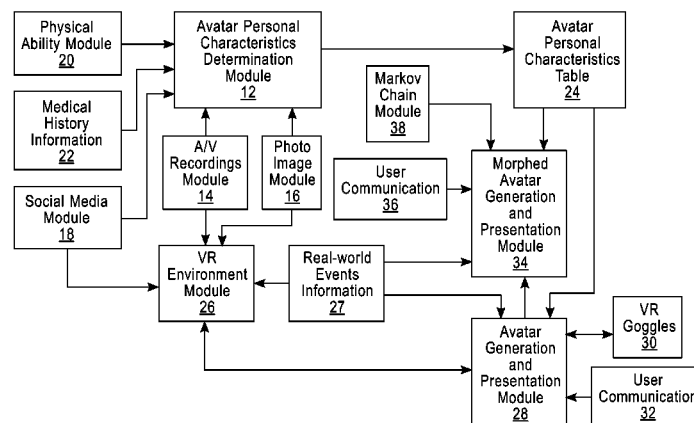 Physical
Ability Module
20
Avatar Personal
Characteristics
Determination
Module
12
Avatar
Personal
Characteristics
Table
24
Markov
Chain
Module
38
Medical
History
Information
22
A/V
Recordings
Module
14
Photo
Image
Module
16
User
Communication
36
Morphed
Avatar
Generation
and
Presentation
Module
34
Social Media
Module
18
VR
Environment
Module
26
Real-world
Events
Information
27
Avatar
Generation
and
Presentation
Module
28
VR
Goggles
30
User
Communication
32